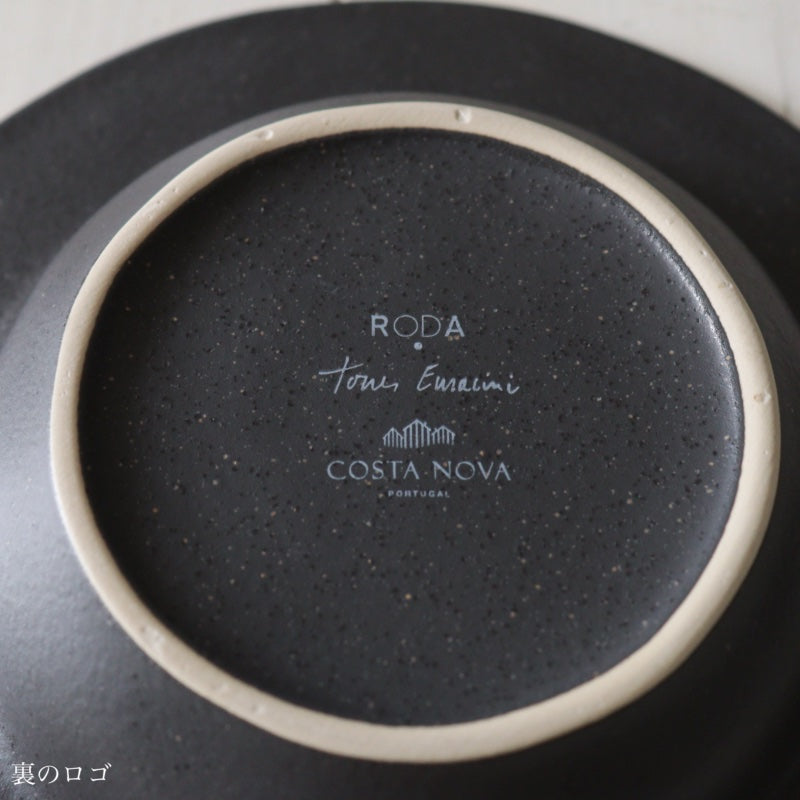 RODA
COSTA NOVA
PORTUGAL
裏のロゴ